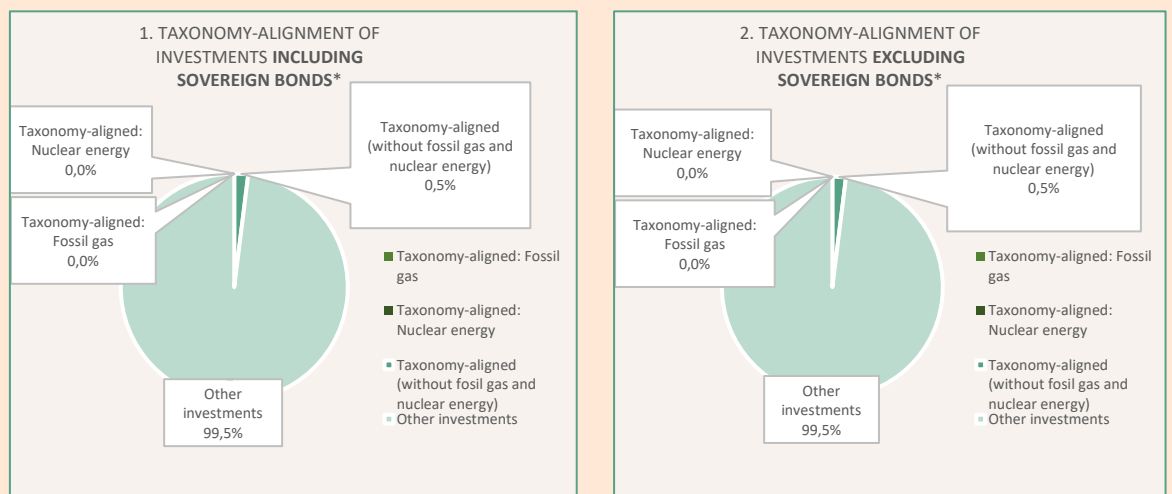 1. TAXONOMY-ALIGNMENT OF
INVESTMENTS INCLUDING
SOVEREIGN BONDS*
Taxonomy-aligned:
Nuclear energy
0,0%
Taxonomy-aligned
(without fossil gas and
nuclear energy)
0,5%
Taxonomy-aligned:
Fossil gas
0,0%
Taxonomy-aligned: Fossil
gas
Taxonomy-aligned:
Nuclear energy
Taxonomy-aligned
(without fosil gas and
nuclear energy)
Other investments
Other
investments
99,5%
2. TAXONOMY-ALIGNMENT OF
INVESTMENTS EXCLUDING
SOVEREIGN BONDS*
Taxonomy-aligned:
Nuclear energy
0,0%
Taxonomy-aligned
(without fossil gas and
nuclear energy)
0,5%
Taxonomy-aligned:
Fossil gas
0,0%
Taxonomy-aligned: Fossil
gas
Taxonomy-aligned:
Nuclear energy
Taxonomy-aligned
(without fosil gas and
nuclear energy)
Other investments
Other
investments
99,5%